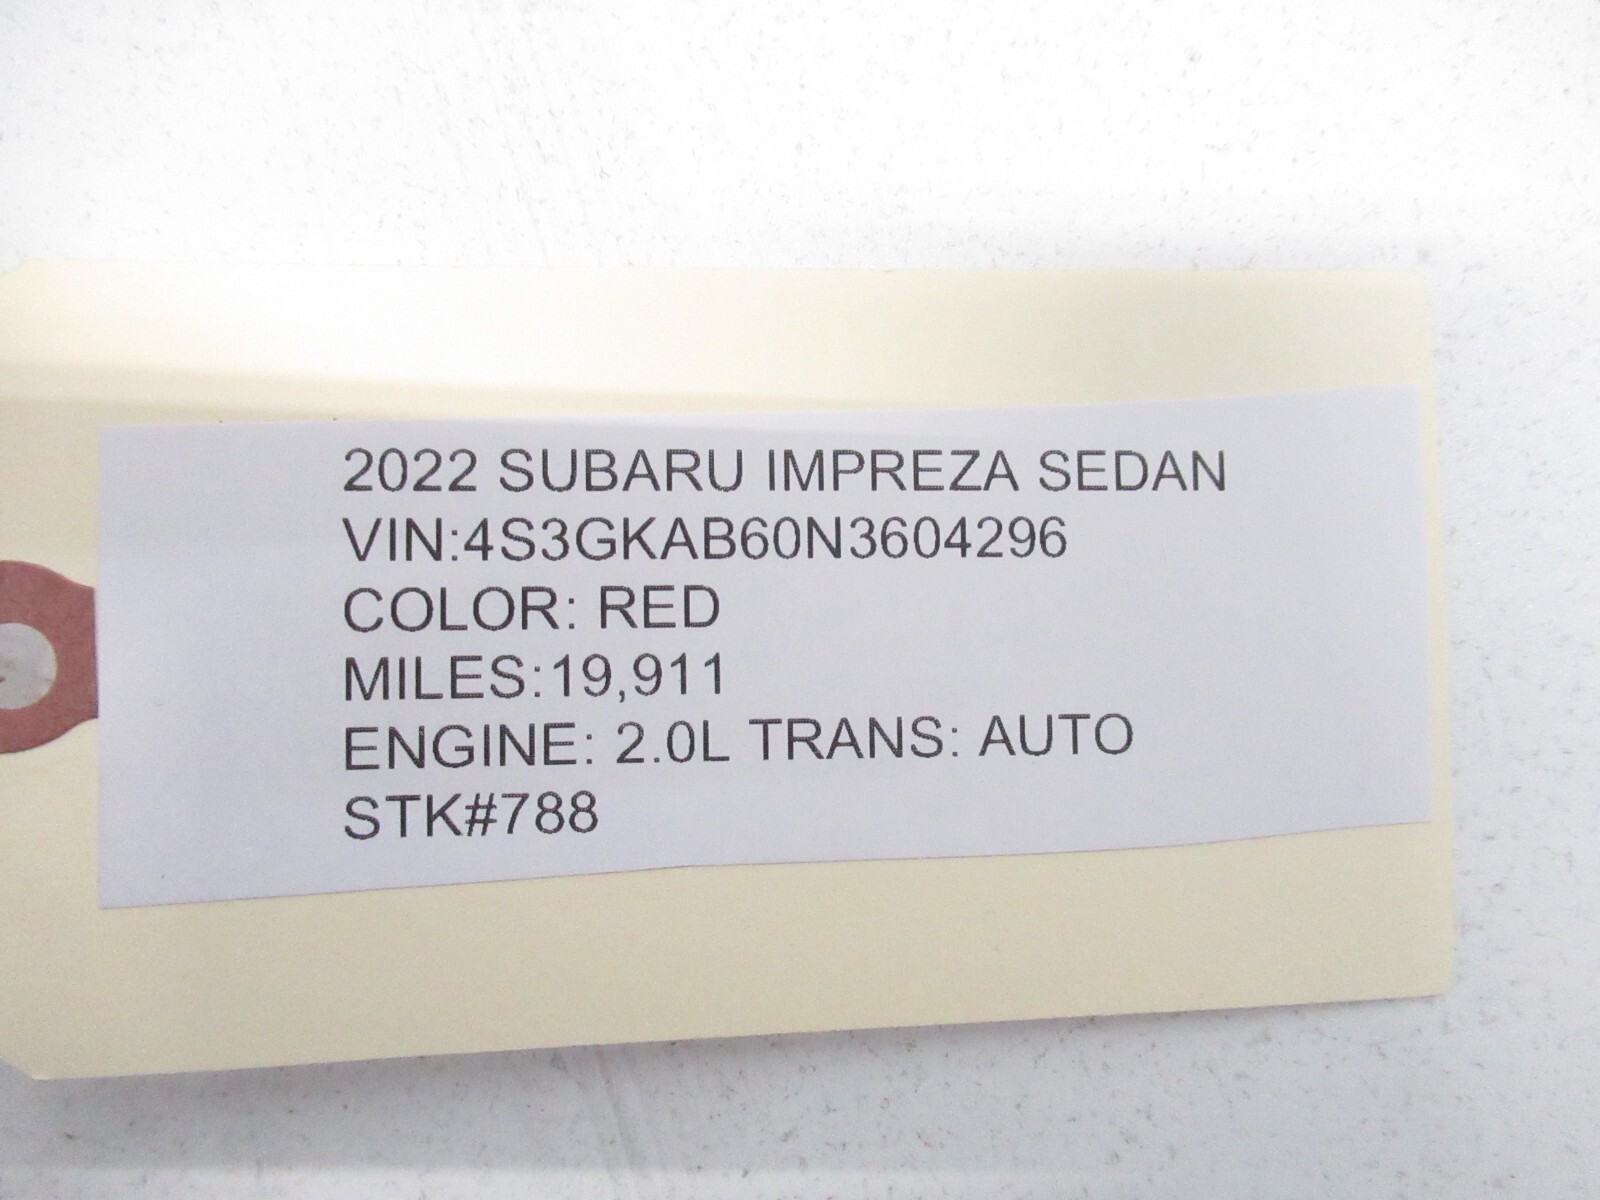 2022 SUBARU IMPREZA SEDAN
VIN:4S3GKAB60N3604296
COLOR: RED
MILES:19,911
ENGINE: 2.0L TRANS: AUTO
STK#788